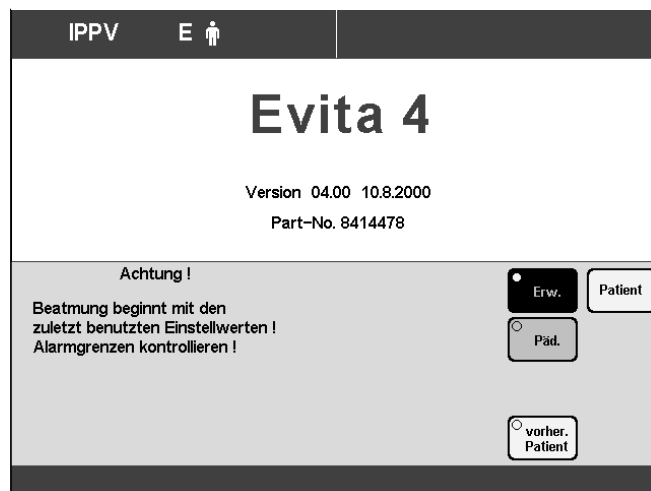 IPPV E
Evita 4
Version 04.00 10.8.2000
Part-No. 8414478
Achtung !
Beatmung beginnt mit den
zuletzt benutzten Einstellwerten !
Alarmgrenzen kontrollieren !
Erw.
Patient
Päd.
vorher.
Patient